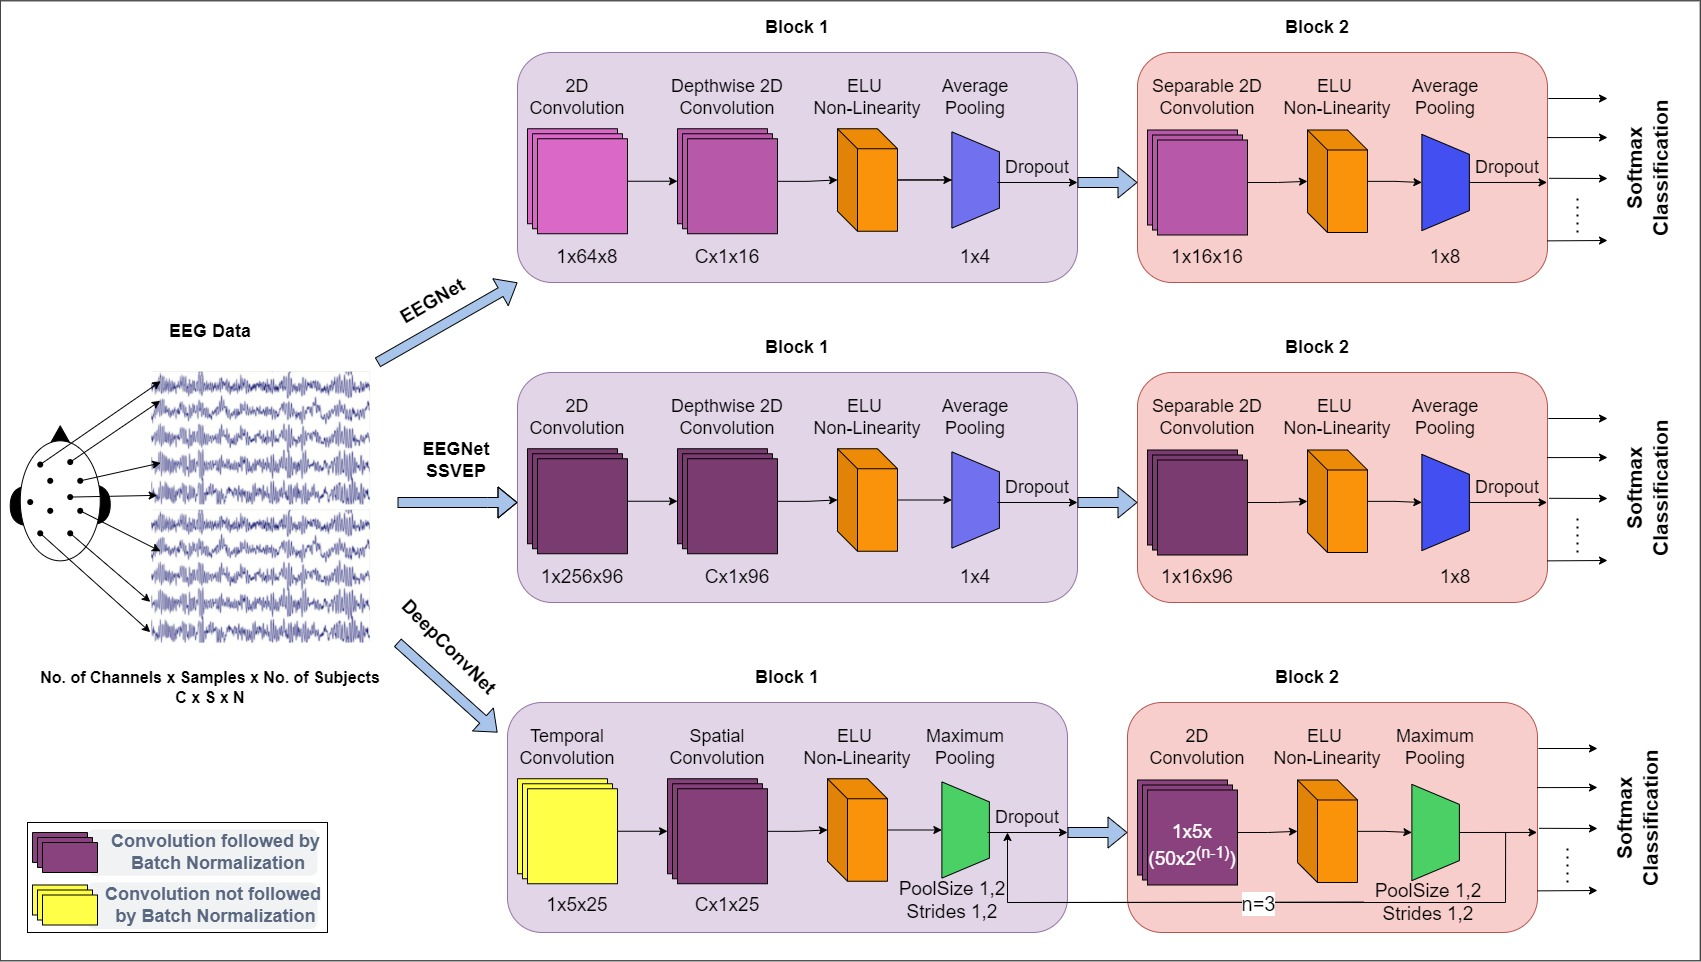 Block 1
Block 2
2D
Convolution
Depthwise 2D
Convolution
ELU
Non-Linearity
Average
Pooling
Dropout
1x64x8
Cx1x16
1x4
Separable 2D
Convolution
ELU
Non-Linearity
Average
Pooling
Dropout
1x16x16
1x8
Softmax
Classification
EEGNet
EEG Data
No. of Channels x Samples x No. of Subjects
C x S x N
EEGNet
SSVEP
Block 1
Block 2
2D
Convolution
Depthwise 2D
Convolution
ELU
Non-Linearity
Average
Pooling
Dropout
1x256x96
Cx1x96
1x4
Separable 2D
Convolution
ELU
Non-Linearity
Average
Pooling
Dropout
1x16x96
1x8
Softmax
Classification
DeepConvNet
Block 1
Block 2
Temporal
Convolution
Spatial
Convolution
ELU
Non-Linearity
Maximum
Pooling
Dropout
1x5x25
Cx1x25
PoolSize 1,2
Strides 1,2
2D
Convolution
ELU
Non-Linearity
Maximum
Pooling
1x5x
(50x2^(n-1))
n=3
PoolSize 1,2
Strides 1,2
Softmax
Classification
Convolution followed by
Batch Normalization
Convolution not followed
by Batch Normalization